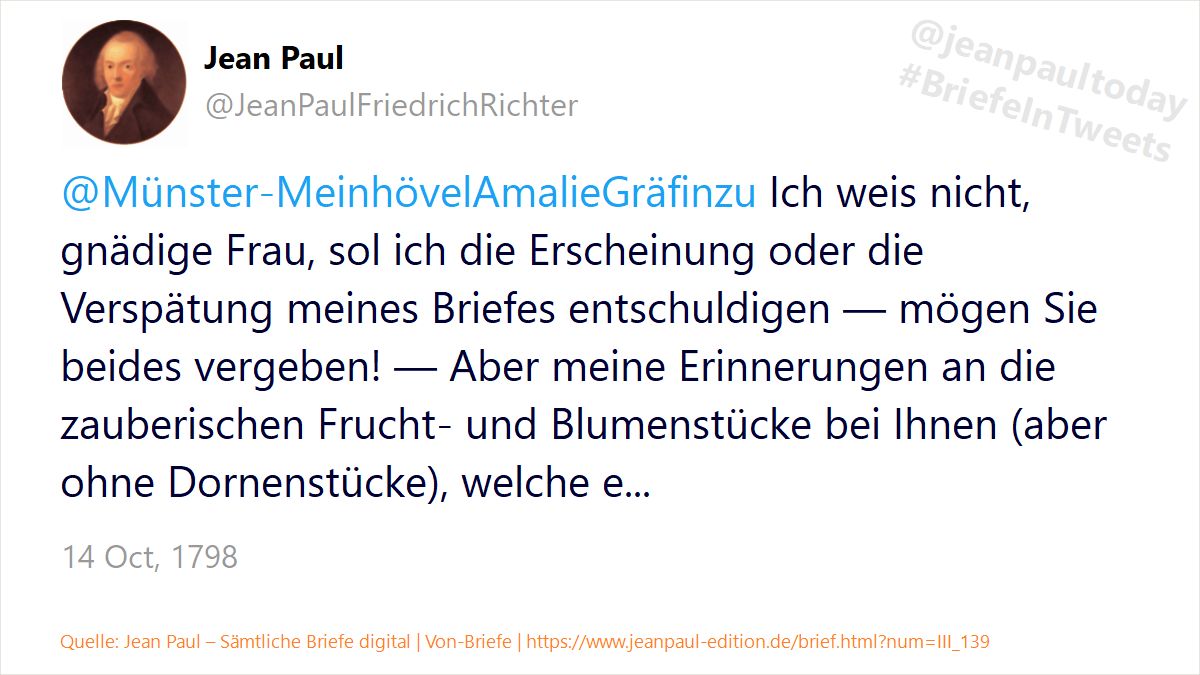 Jean Paul
@JeanPaulFriedrichRichter
@jeanpaultoday
#BriefeInTweets
@Münster-MeinhövelAmalieGräfinzu Ich weis nicht,
gnädige Frau, sol ich die Erscheinung oder die
Verspätung meines Briefes entschuldigen — mögen Sie
beides vergeben! — Aber meine Erinnerungen an die
zauberischen Frucht- und Blumenstücke bei Ihnen (aber
ohne Dornenstücke), welche e...
14 Oct, 1798
Quelle: Jean Paul – Sämtliche Briefe digital | Von-Briefe | https://www.jeanpaul-edition.de/brief.html?num=III_139